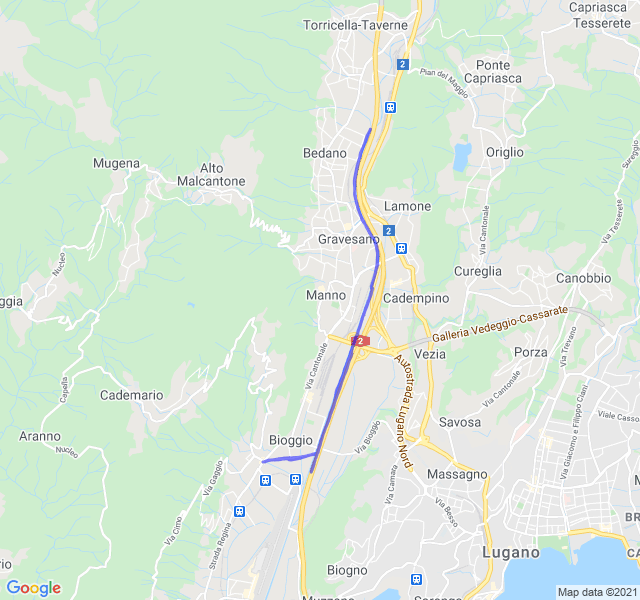 Torricella-Taverne
Capriasca
Tesserete
2
Ponte
Capriasca
Pian del Maggio
Sureggio
Bedano
Origlio
Mugena
Alto
Malcantone
Lamone
Via Cantonale
Via Tesserete
2
Gravesano
Nucleo
Cureglia
Canobbio
Manno
Cadempino
ggia
Galleria Vedeggio-Cassarate
2
Vezia
Porza
Via Trevano
Via Cantonale
Autostrada Lugano Nord
Via Cantonale
Capella
Cademario
Via Giacomo e Filippo Ciani
Viale Casso
Savosa
Aranno
Nucleo
Bioggio
Via Bioggio
Massagno
M
Via Gaggio
Via Camara
Via Besso
BR
Via Cimo
Strada Regina
Lugano
CA
rio
Biogno
Google
Muzzano
Sorengo
Map data ©2021